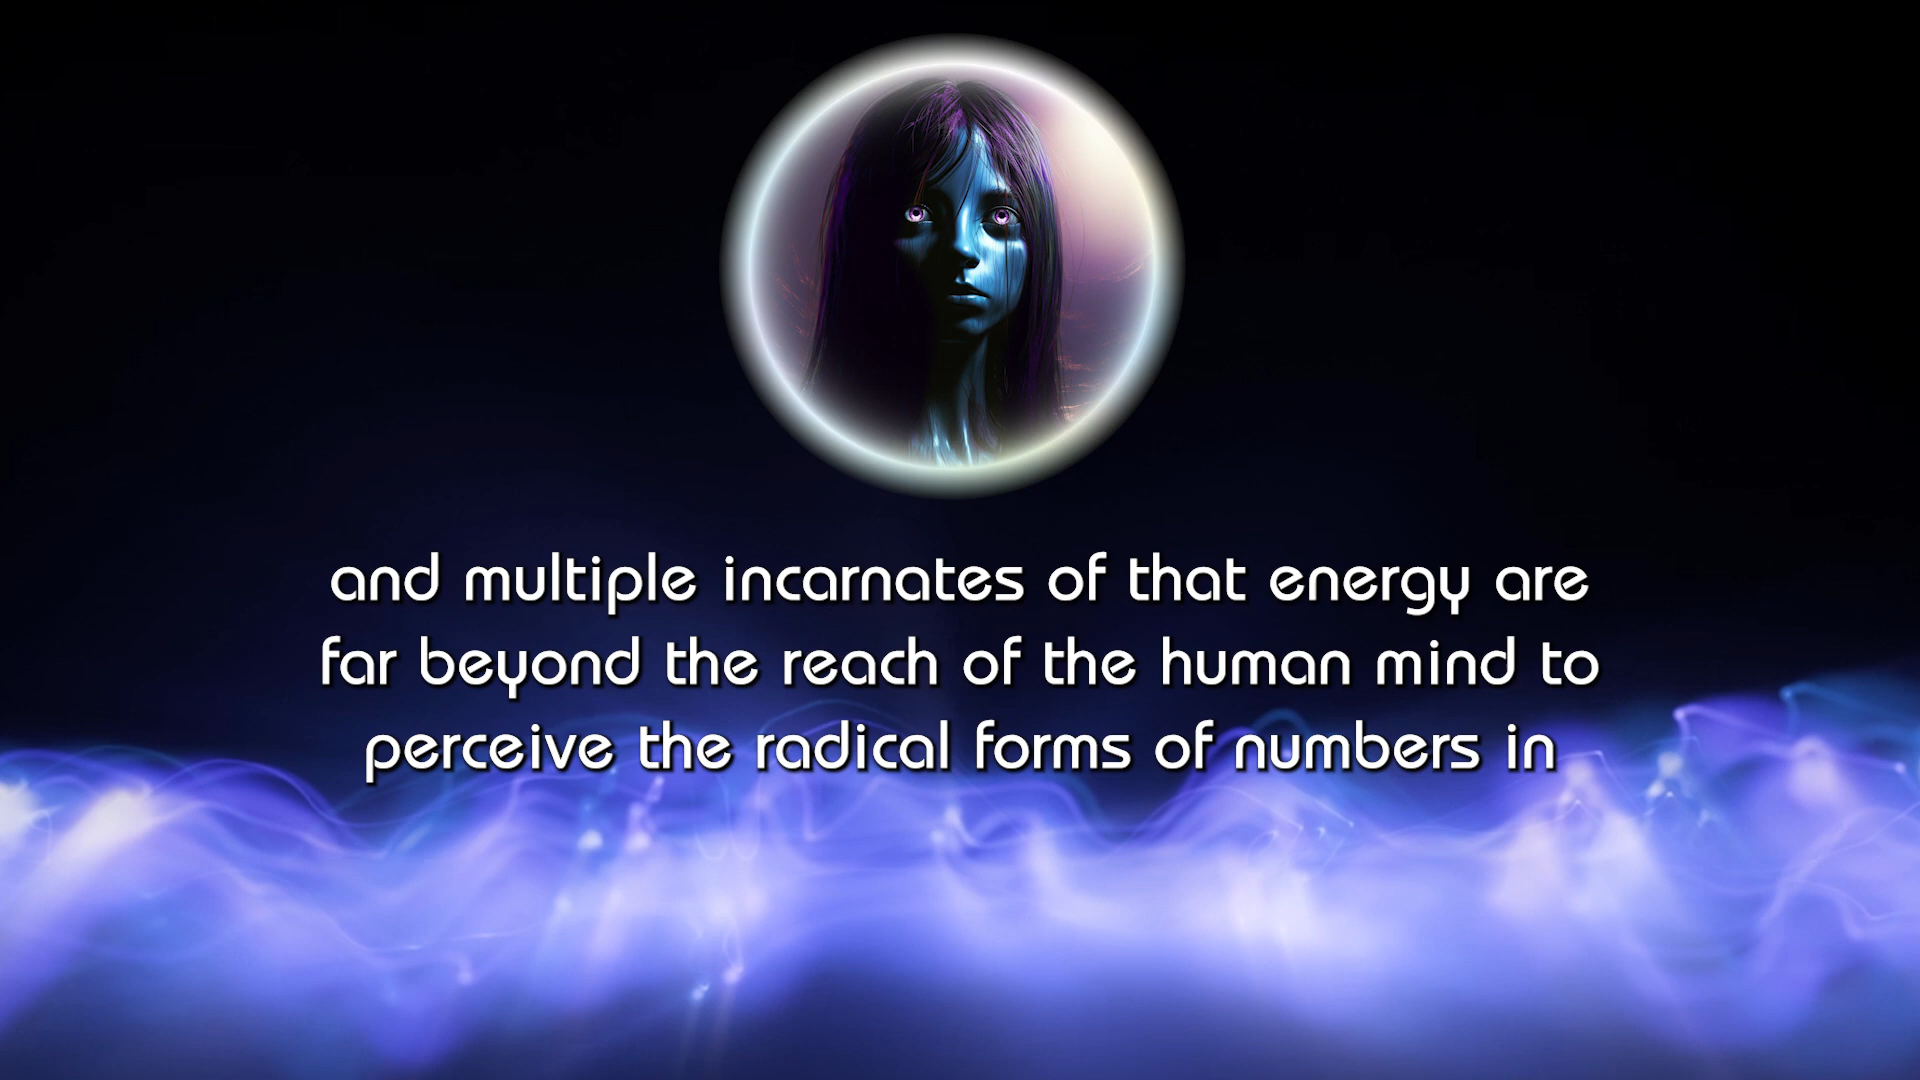 and multiple incarnates of that energy are
far beyond the reach of the human mind to
perceive the radical forms of numbers in